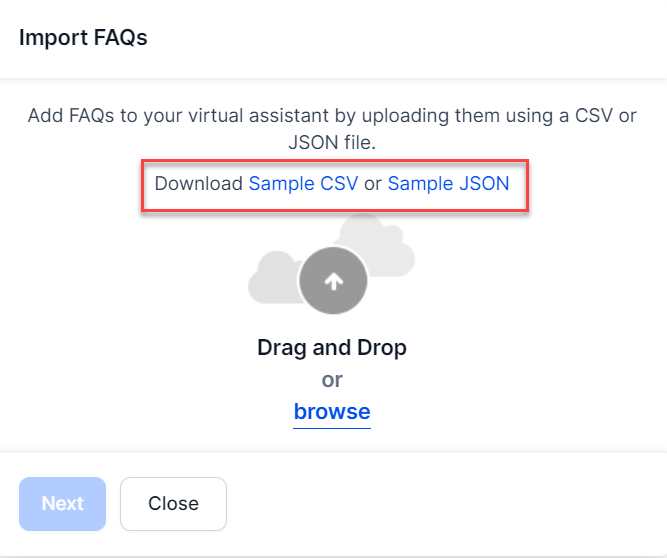 Import FAQs
Add FAQs to your virtual assistant by uploading them using a CSV or
JSON file.
Download Sample CSV or Sample JSON
Drag and Drop
or
browse
Next Close